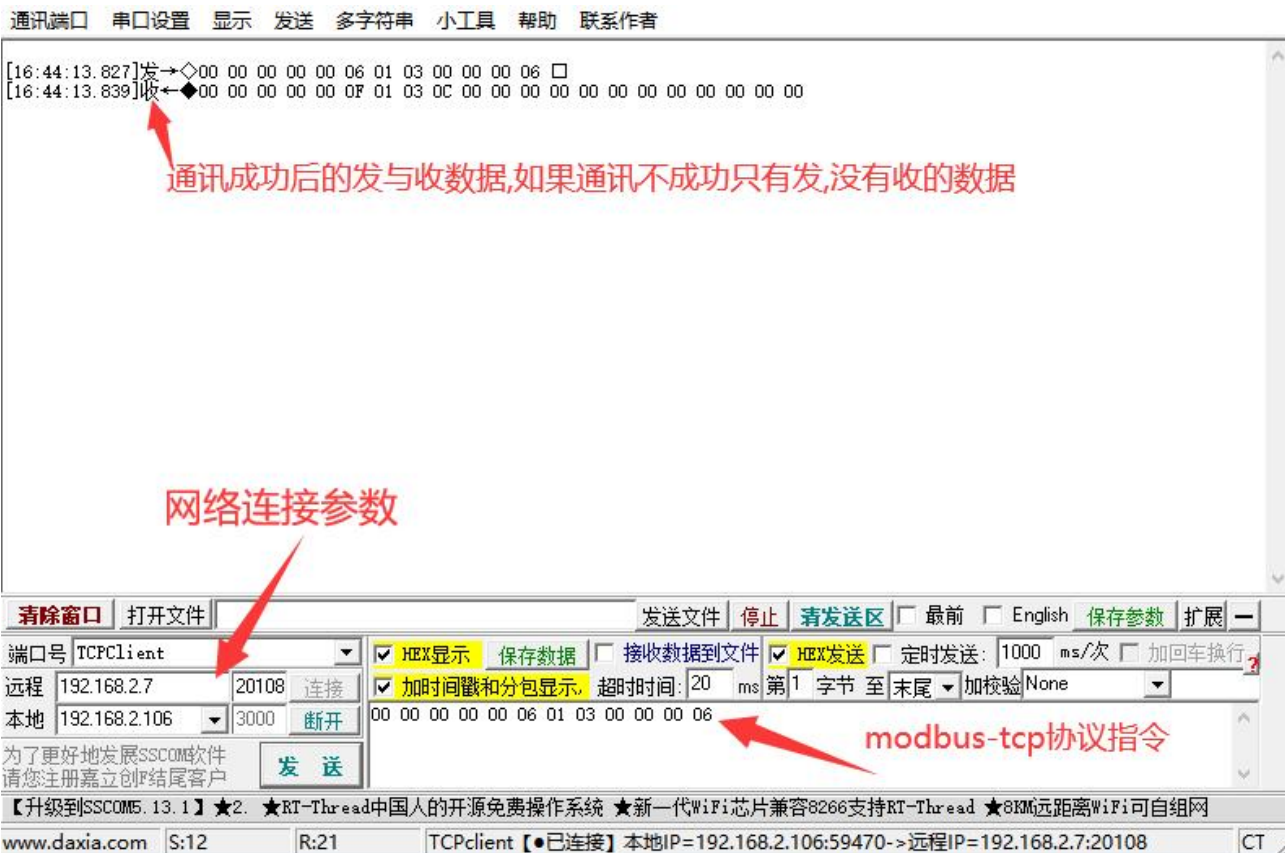 通讯端口 串口设置 显示 发送 多字符串 小工具 帮助 联系作者
[16:44:13.827]发→◇00 00 00 00 00 06 01 03 00 00 00 06 □
[16:44:13.839]收←◆00 00 00 00 00 0F 01 03 0C 00 00 00 00 00 00 00 00 00 00 00 00
通讯成功后的发与收数据,如果通讯不成功只有发,没有收的数据
网络连接参数
清除窗口 打开文件 发送文件 停止 清发送区 最前 English 保存参数 扩展 —
端口号 TCPClient HEX显示 保存数据 接收数据到文件 HEX发送 定时发送: 1000 ms/次 加回车换行
远程 192.168.2.7 20108 连接 加时间戳和分包显示, 超时时间: 20 ms 第1 字节 至 末尾 加校验 None ?
本地 192.168.2.106 3000 断开 00 00 00 00 00 06 01 03 00 00 00 06
modbus-tcp协议指令
为了更好地发展SSCOM软件
请您注册嘉立创F结尾客户
发 送
【升级到SSCOM5.13.1】★2. ★RT-Thread中国人的开源免费操作系统 ★新一代WiFi芯片兼容8266支持RT-Thread ★8KM远距离WiFi可自组网
www.daxia.com S:12 R:21 TCPclient【●已连接】本地IP=192.168.2.106:59470->远程IP=192.168.2.7:20108 CT